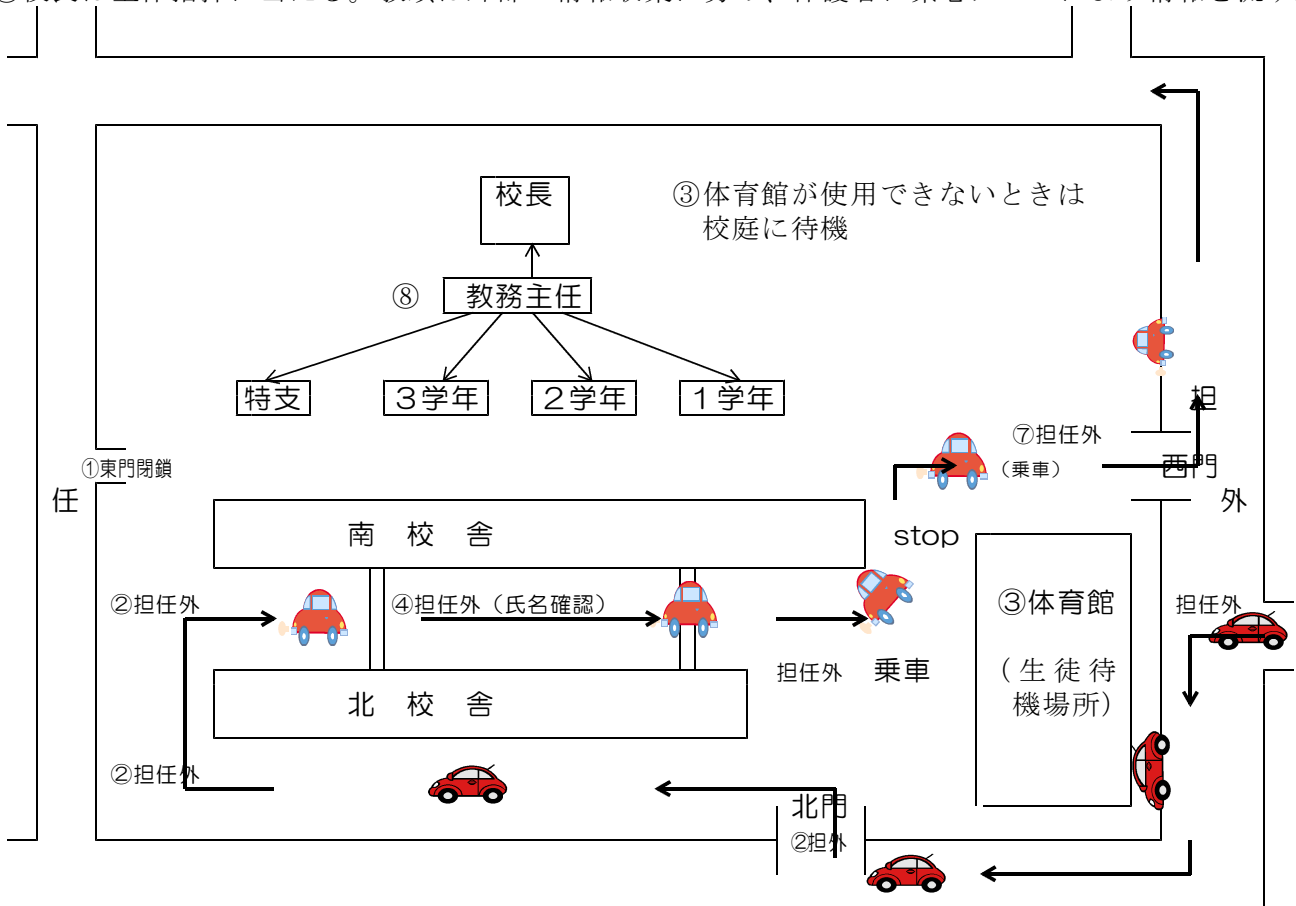 校長
③体育館が使用できないときは
校庭に待機
⑧
教務主任
特支
３学年
２学年
１学年
担
⑦担任外
（乗車）
西門
①東門閉鎖
任
外
南　校　舎
stop
②担任外
④担任外（氏名確認）
③体育館
担任外
（生徒待
機場所）
担任外
乗車
北　校　舎
②担任外
北門
②担外